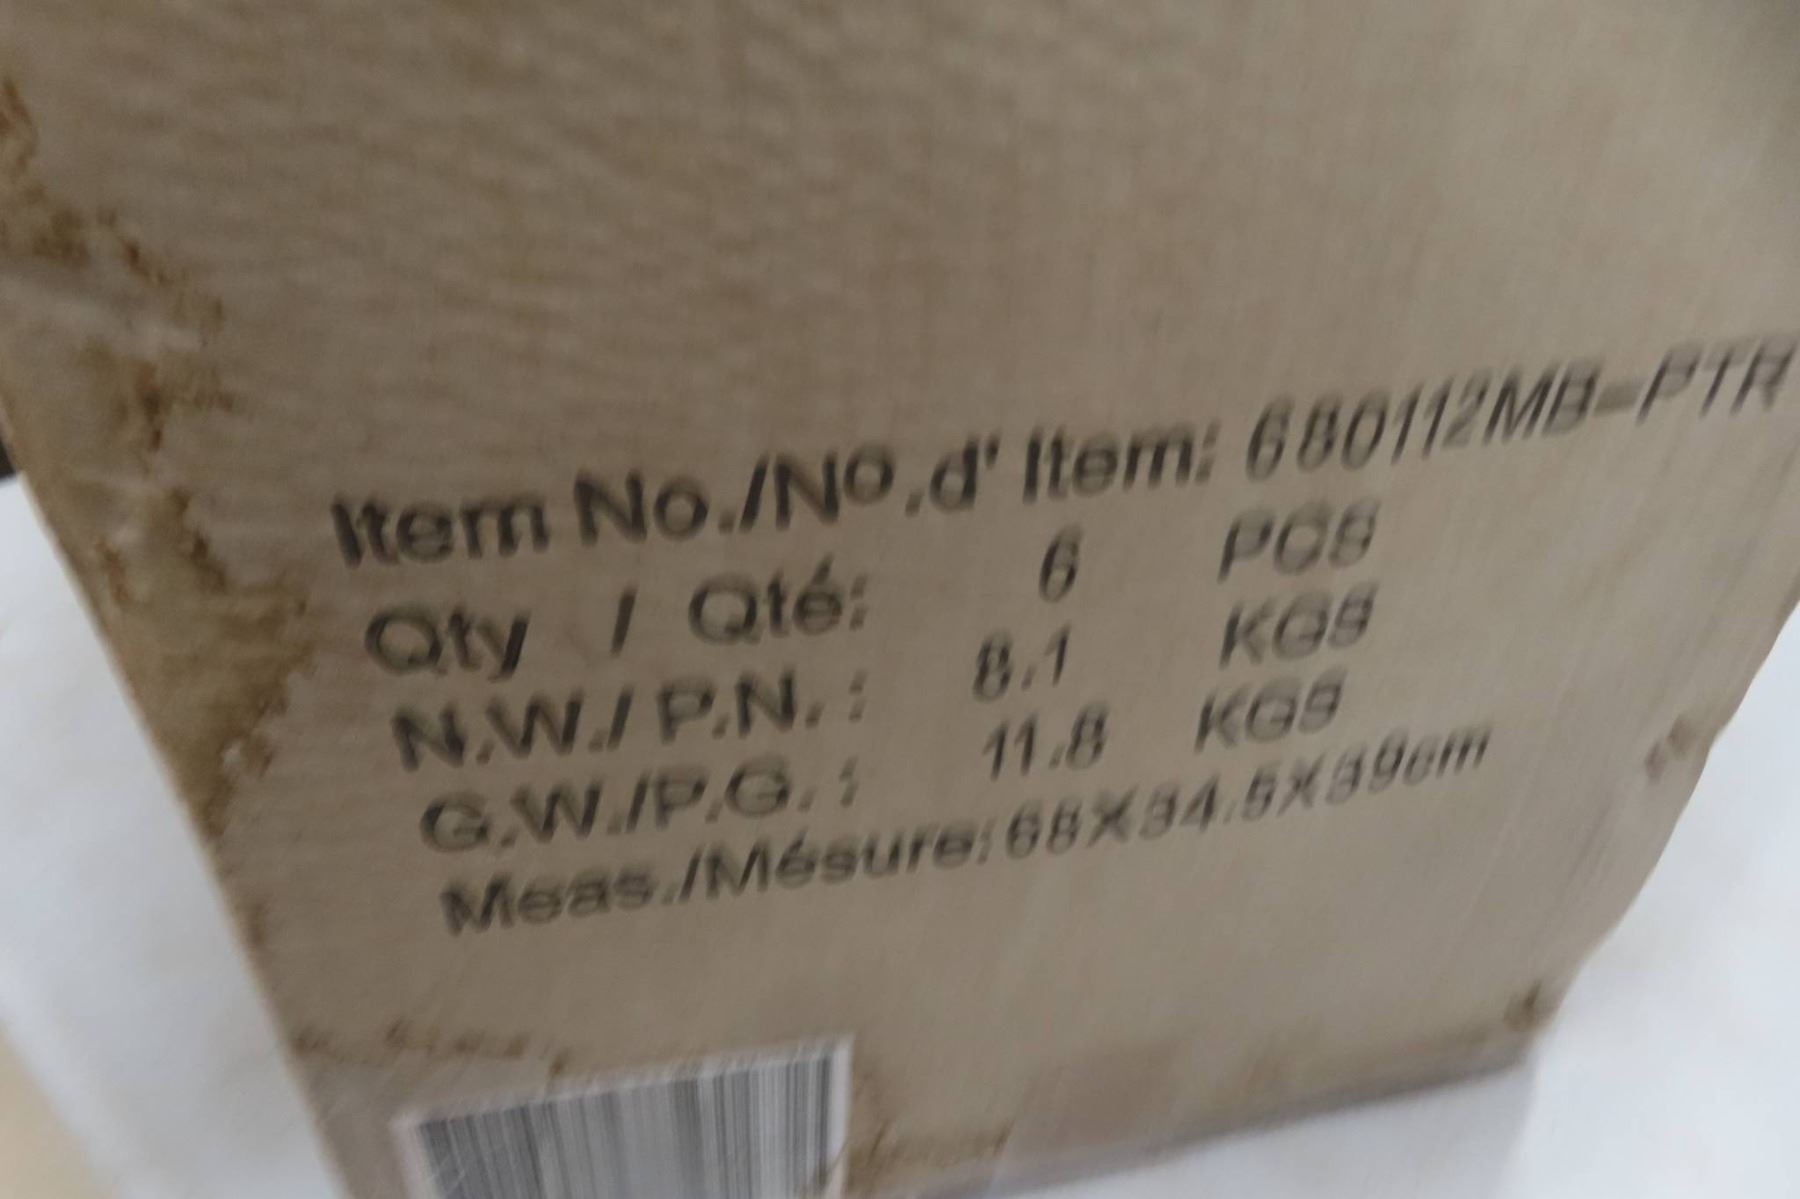 Item No./Nº.d' Item: 680112MB-PTR
Qty / Qté: 6 PCS
N.W./ P.N. : 8.1 KGS
G.W./P.G. : 11.8 KGS
Meas./Mésure: 68X34.5X39cm